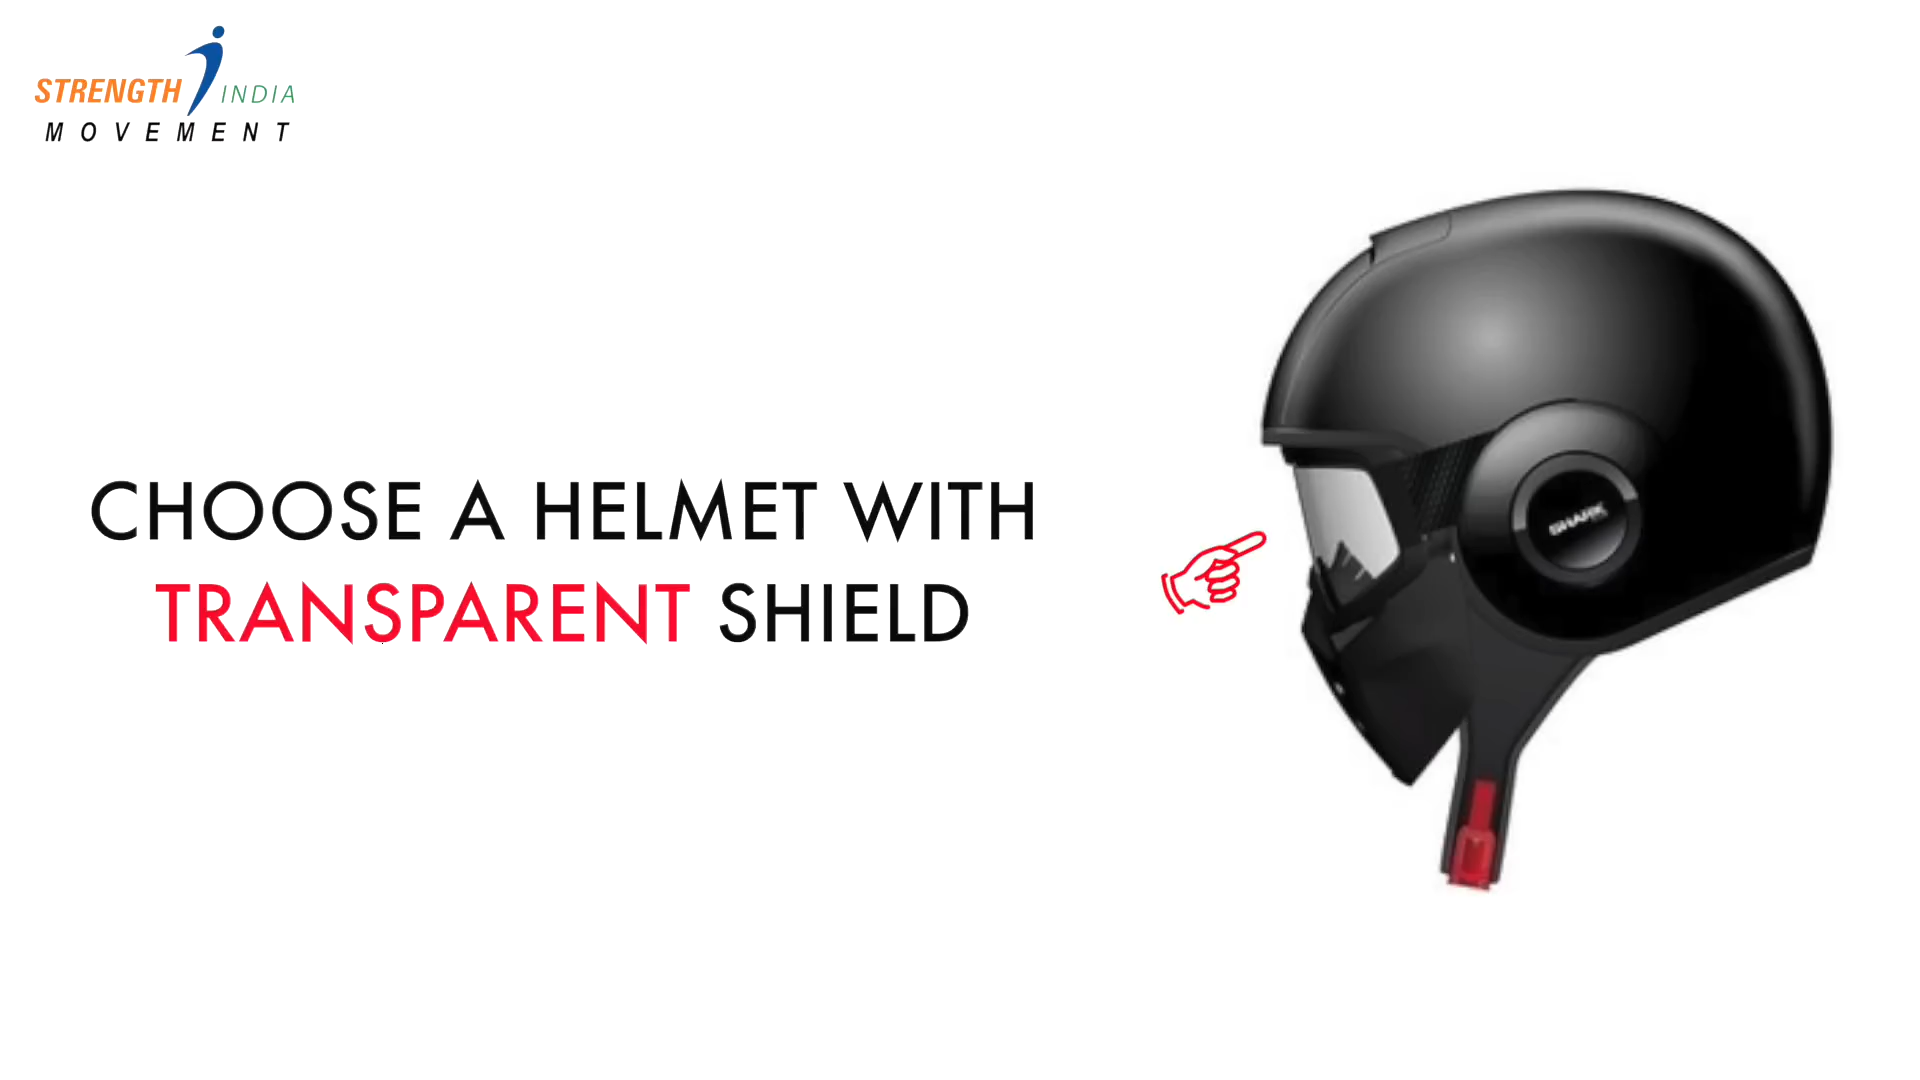 STRENGTH INDIA
MOVEMENT
CHOOSE A HELMET WITH
TRANSPARENT SHIELD
SHARK